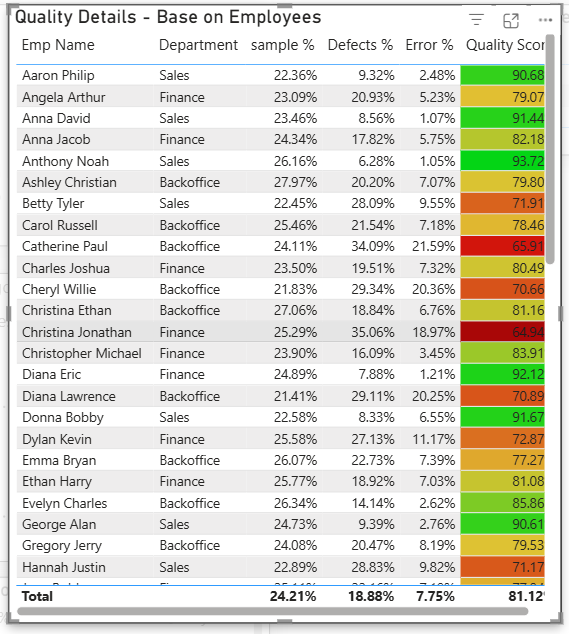 Quality Details - Base on Employees
Emp Name Department sample % Defects % Error % Quality Scor
Aaron Philip Sales 22.36% 9.32% 2.48% 90.68
Angela Arthur Finance 23.09% 20.93% 5.23% 79.07
Anna David Sales 23.46% 8.56% 1.07% 91.44
Anna Jacob Finance 24.34% 17.82% 5.75% 82.18
Anthony Noah Sales 26.16% 6.28% 1.05% 93.72
Ashley Christian Backoffice 27.97% 20.20% 7.07% 79.80
Betty Tyler Sales 22.45% 28.09% 9.55% 71.91
Carol Russell Backoffice 25.46% 21.54% 7.18% 78.46
Catherine Paul Backoffice 24.11% 34.09% 21.59% 65.91
Charles Joshua Finance 23.50% 19.51% 7.32% 80.49
Cheryl Willie Backoffice 21.83% 29.34% 20.36% 70.66
Christina Ethan Backoffice 27.06% 18.84% 6.76% 81.16
Christina Jonathan Finance 25.29% 35.06% 18.97% 64.94
Christopher Michael Finance 23.90% 16.09% 3.45% 83.91
Diana Eric Finance 24.89% 7.88% 1.21% 92.12
Diana Lawrence Backoffice 21.41% 29.11% 20.25% 70.89
Donna Bobby Sales 22.58% 8.33% 6.55% 91.67
Dylan Kevin Finance 25.58% 27.13% 11.17% 72.87
Emma Bryan Backoffice 26.07% 22.73% 7.39% 77.27
Ethan Harry Finance 25.77% 18.92% 7.03% 81.08
Evelyn Charles Backoffice 26.34% 14.14% 2.62% 85.86
George Alan Sales 24.73% 9.39% 2.76% 90.61
Gregory Jerry Backoffice 24.08% 20.47% 8.19% 79.53
Hannah Justin Sales 22.89% 28.83% 9.82% 71.17
Total 24.21% 18.88% 7.75% 81.12